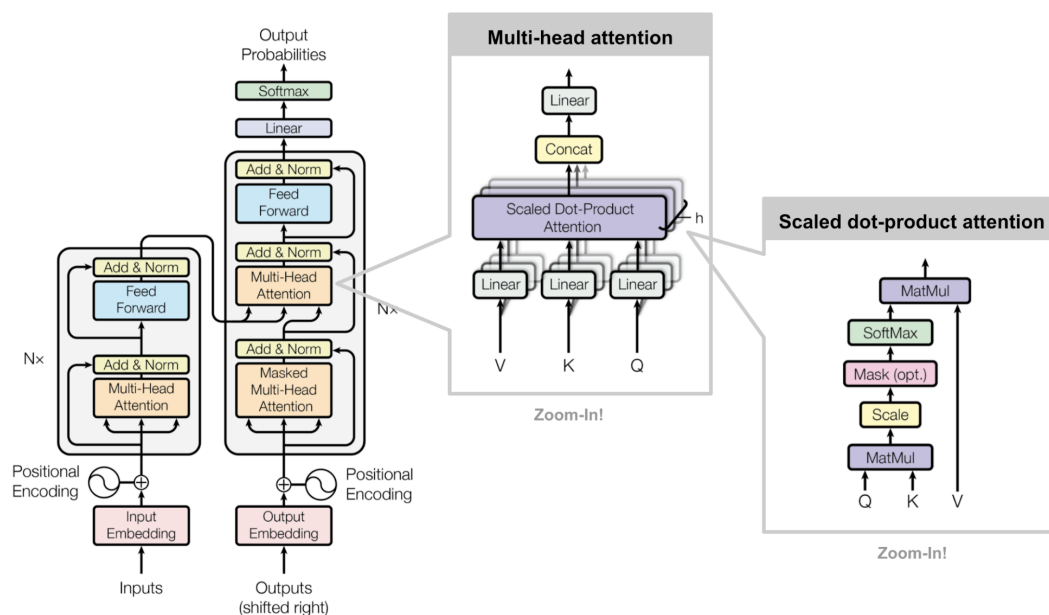 Output
Probabilities
Softmax
Linear
Add & Norm
Feed
Forward
Add & Norm
Multi-Head
Attention
Add & Norm
Masked
Multi-Head
Attention
N×
Add & Norm
Feed
Forward
N×
Add & Norm
Multi-Head
Attention
Positional
Encoding
Positional
Encoding
Input
Embedding
Output
Embedding
Inputs
Outputs
(shifted right)
Multi-head attention
Linear
Concat
Scaled Dot-Product
Attention
h
Linear Linear Linear
V K Q
Zoom-In!
Scaled dot-product attention
MatMul
SoftMax
Mask (opt.)
Scale
MatMul
Q K V
Zoom-In!